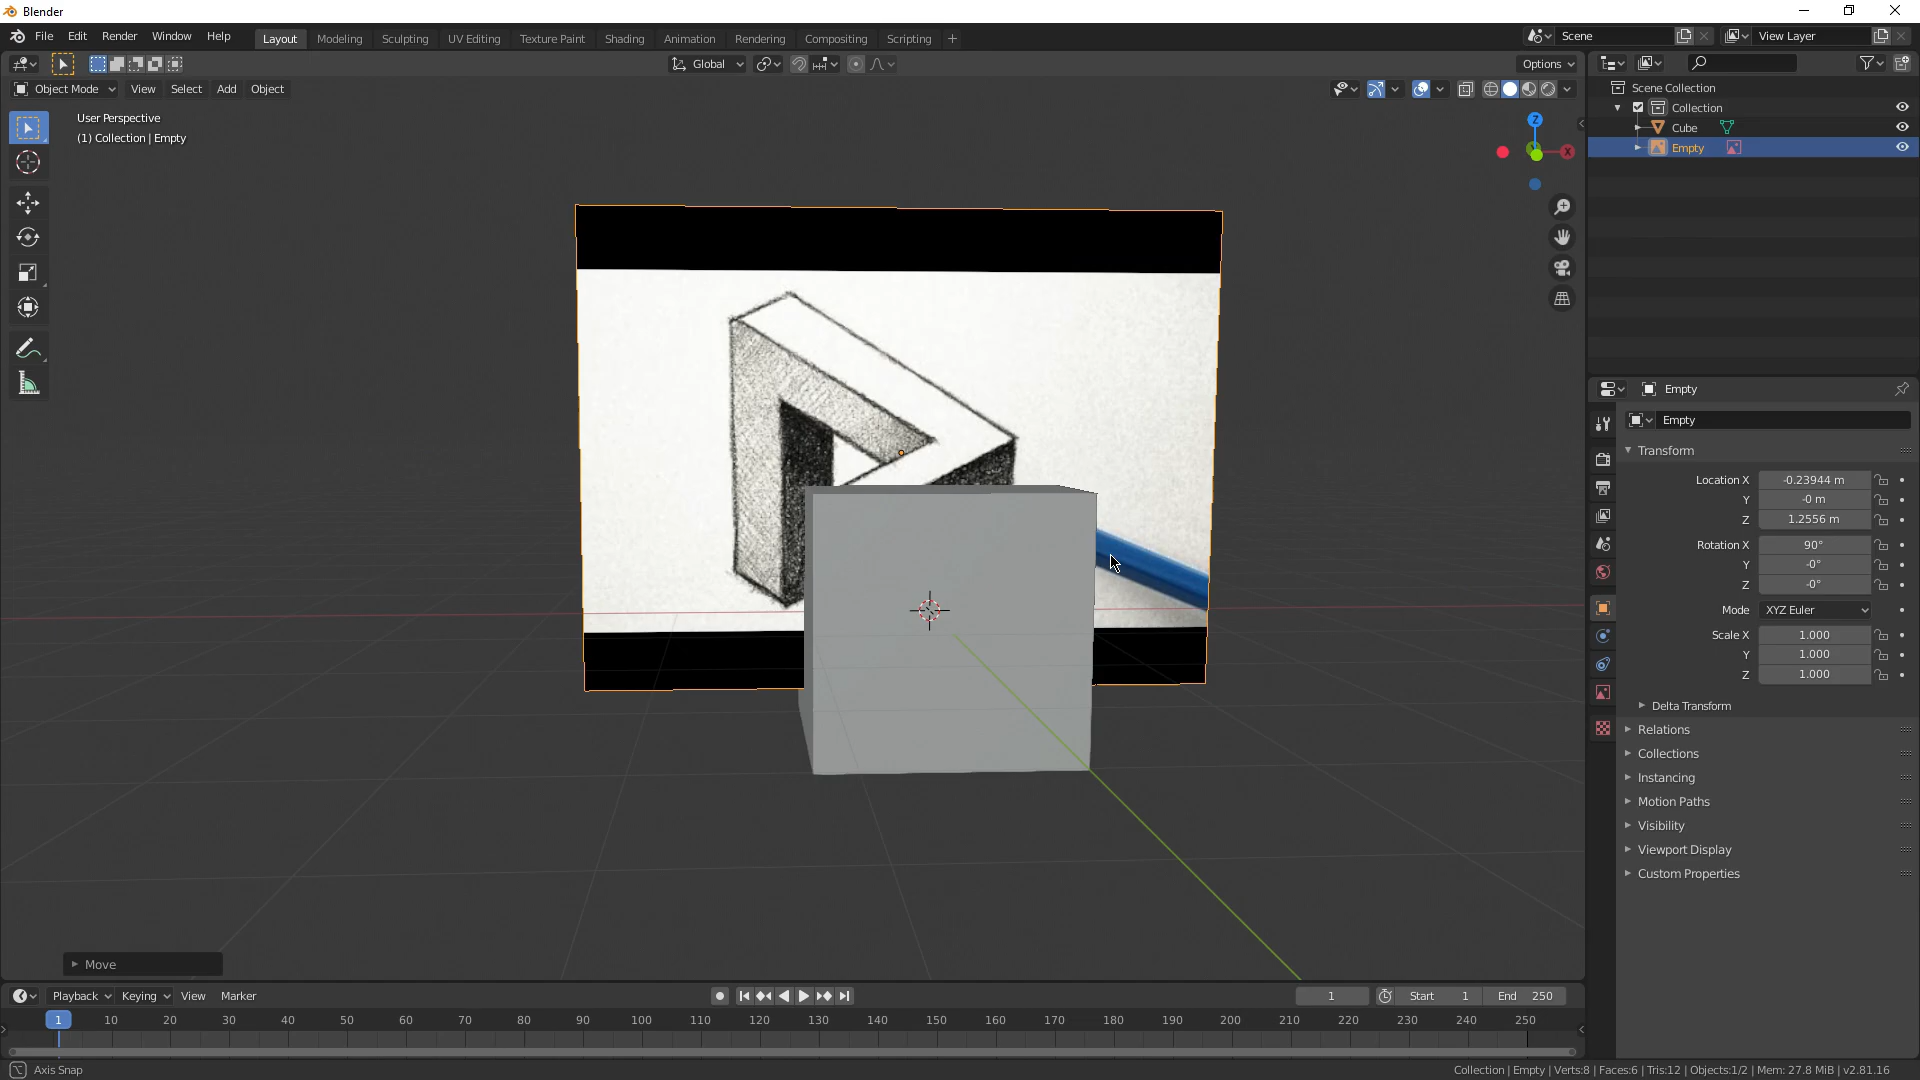 Blender
File Edit Render Window Help
Layout Modeling Sculpting UV Editing Texture Paint Shading Animation Rendering Compositing Scripting +
Scene
View Layer
Global
Options
Object Mode View Select Add Object
User Perspective
(1) Collection | Empty
Z
X
Scene Collection
Collection
Cube
Empty
Empty
Empty
Transform
Location X -0.23944 m
Y -0 m
Z 1.2556 m
Rotation X 90°
Y -0°
Z -0°
Mode XYZ Euler
Scale X 1.000
Y 1.000
Z 1.000
Delta Transform
Relations
Collections
Instancing
Motion Paths
Visibility
Viewport Display
Custom Properties
Move
Playback Keying View Marker
1
Start 1
End 250
1 10 20 30 40 50 60 70 80 90 100 110 120 130 140 150 160 170 180 190 200 210 220 230 240 250
Axis Snap
Collection | Empty | Verts:8 | Faces:6 | Tris:12 | Objects:1/2 | Mem: 27.8 MiB | v2.81.16